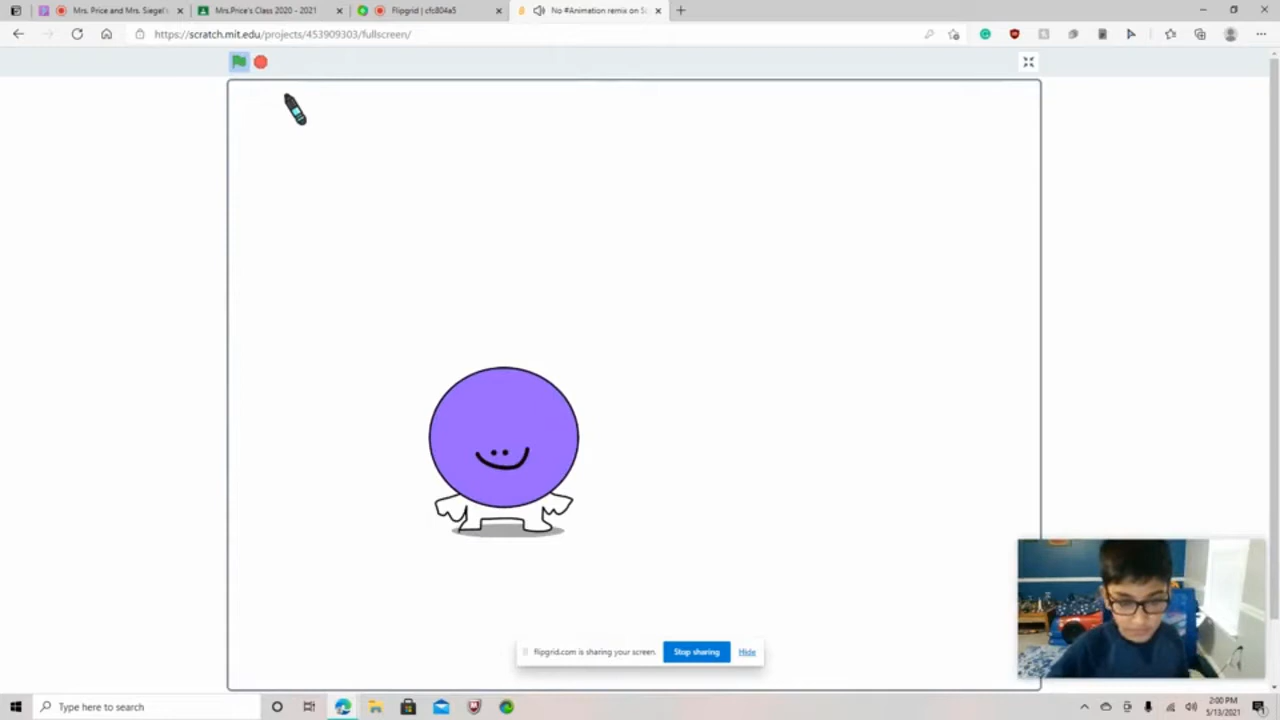 Mrs. Price and Mrs. Siegel's
Mrs.Price's Class 2020 - 2021
Flipgrid | cfc804a5
No #Animation remix on Sc
https://scratch.mit.edu/projects/453909303/fullscreen/
flipgrid.com is sharing your screen.
Stop sharing
Hide
Type here to search
2:00 PM
5/13/2021